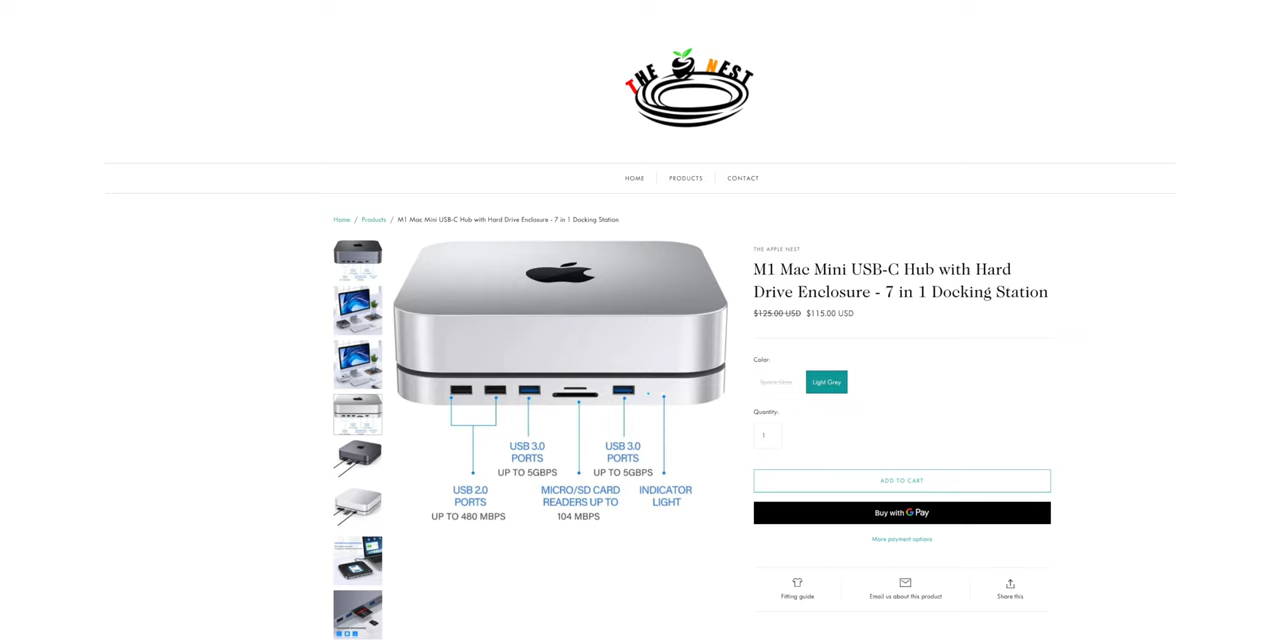 THE NEST
HOME
PRODUCTS
CONTACT
Home / Products / M1 Mac Mini USB-C Hub with Hard Drive Enclosure - 7 in 1 Docking Station
USB 3.0
PORTS
UP TO 5GBPS
USB 3.0
PORTS
UP TO 5GBPS
USB 2.0
PORTS
UP TO 480 MBPS
MICRO/SD CARD
READERS UP TO
104 MBPS
INDICATOR
LIGHT
THE APPLE NEST
M1 Mac Mini USB-C Hub with Hard
Drive Enclosure - 7 in 1 Docking Station
$125.00 USD $115.00 USD
Color:
Light Grey
Quantity:
1
ADD TO CART
Buy with G Pay
More payment options
Fitting guide
Email us about this product
Share this